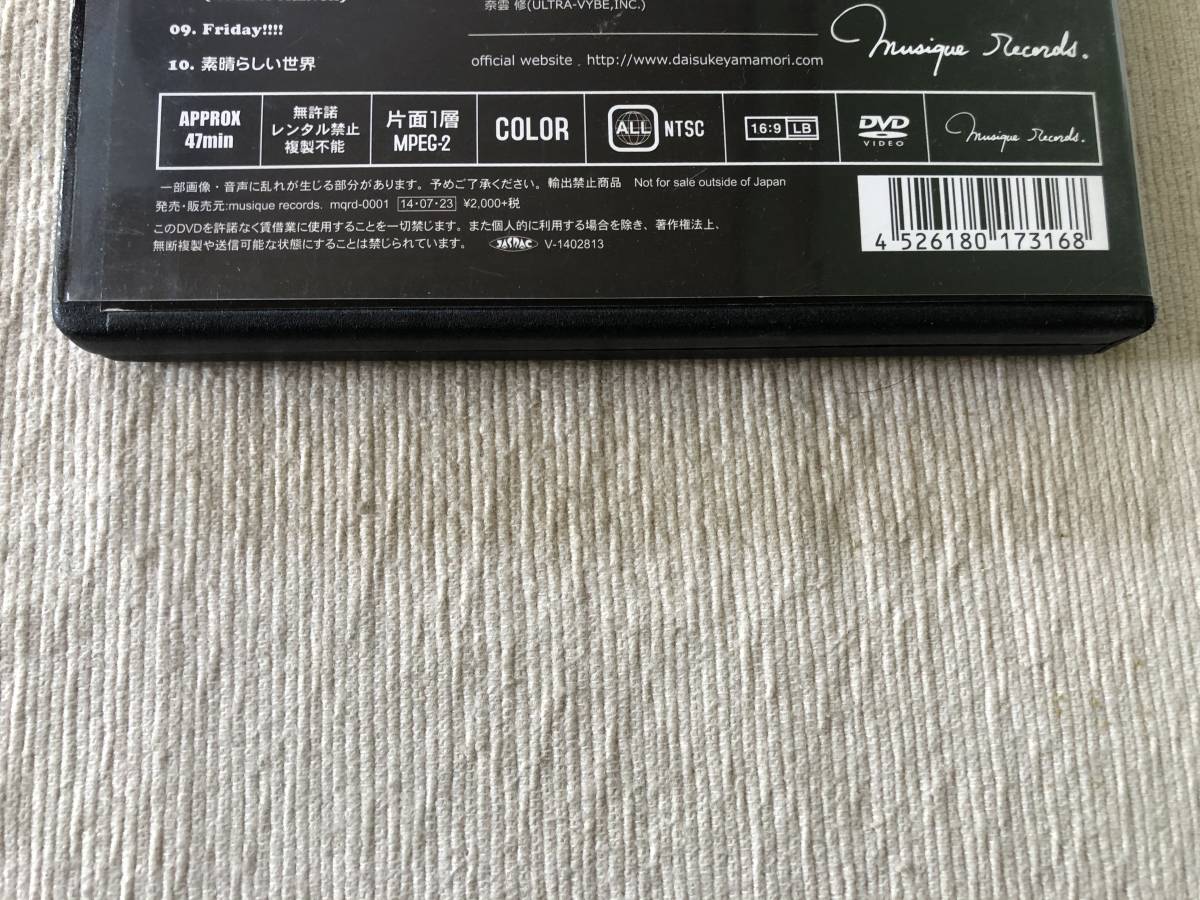 奈雲 修(ULTRA-VYBE,INC.)
09. Friday!!!!
10. 素晴らしい世界
official website . http://www.daisukeyamamori.com
Musique Records.
APPROX
47min
無許諾
レンタル禁止
複製不能
片面1層
MPEG-2
COLOR
ALL NTSC
16:9 LB
DVD
VIDEO
Musique Records.
一部画像・音声に乱れが生じる部分があります。予めご了承ください。輸出禁止商品 Not for sale outside of Japan
発売・販売元:musique records. mqrd-0001 14・07・23 ¥2,000+税
このDVDを許諾なく賃借業に使用することを一切禁じます。また個人的に利用する場合を除き、著作権法上、
無断複製や送信可能な状態にすることは禁じられています。 JASRAC V-1402813
4 526180 173168